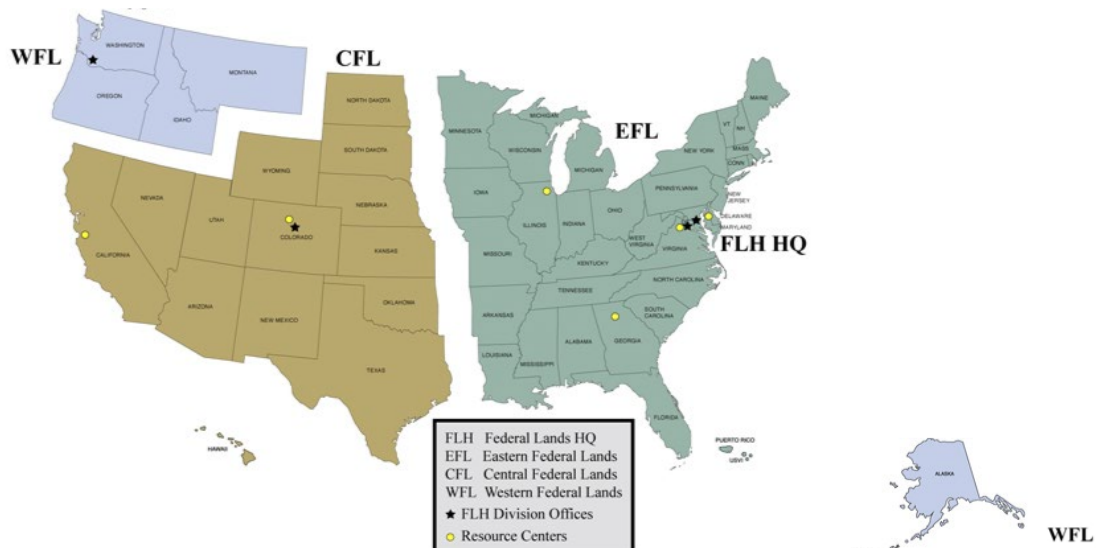 WFL
CFL
EFL
FLH HQ
WFL
WASHINGTON
OREGON
IDAHO
MONTANA
NORTH DAKOTA
SOUTH DAKOTA
WYOMING
NEBRASKA
NEVADA
UTAH
COLORADO
KANSAS
CALIFORNIA
ARIZONA
NEW MEXICO
OKLAHOMA
TEXAS
HAWAII
MINNESOTA
MICHIGAN
WISCONSIN
MICHIGAN
IOWA
ILLINOIS
INDIANA
OHIO
MISSOURI
KENTUCKY
WEST
VIRGINIA
VIRGINIA
PENNSYLVANIA
NEW YORK
VT
NH
MAINE
MASS
CONN
NEW
JERSEY
DELAWARE
MARYLAND
TENNESSEE
NORTH CAROLINA
SOUTH
CAROLINA
ARKANSAS
LOUISIANA
MISSISSIPPI
ALABAMA
GEORGIA
FLORIDA
PUERTO RICO
USVI
ALASKA
FLH Federal Lands HQ
EFL Eastern Federal Lands
CFL Central Federal Lands
WFL Western Federal Lands
FLH Division Offices
Resource Centers